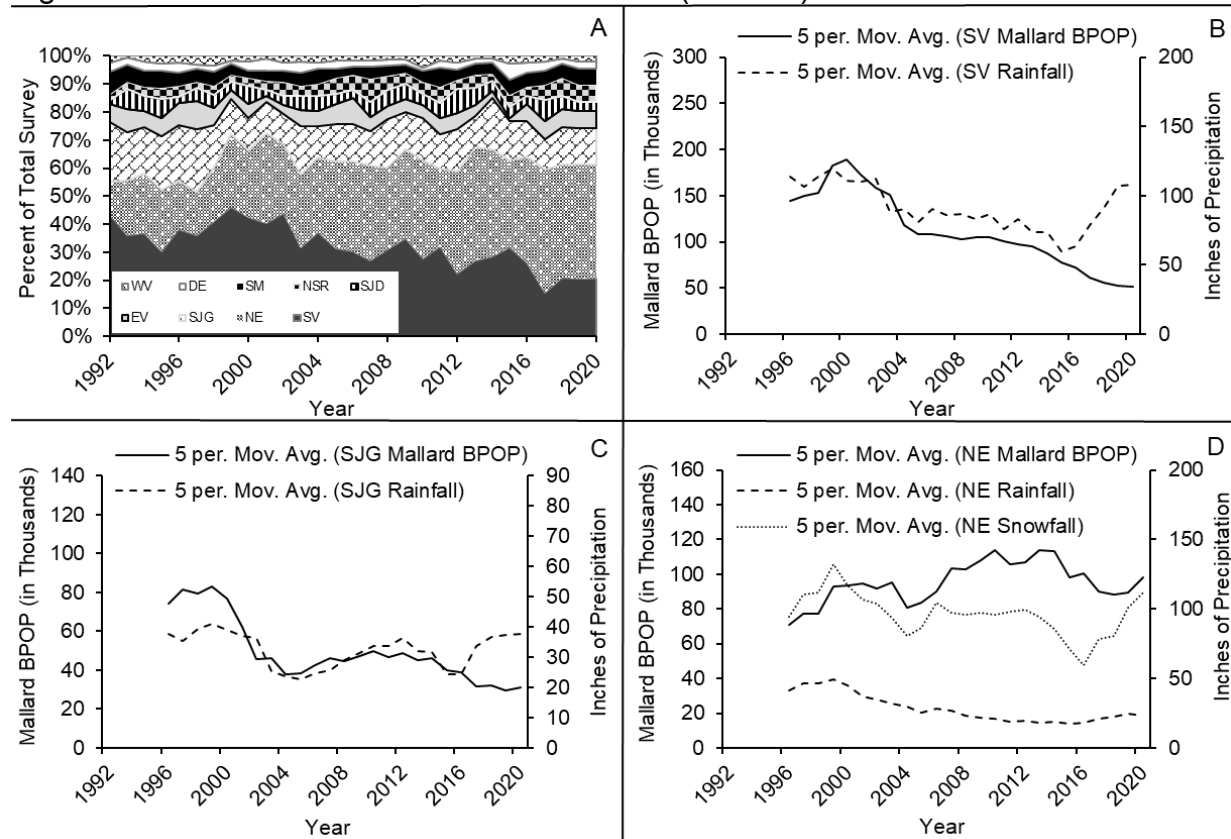 A
100%
90%
80%
70%
60%
50%
40%
30%
20%
10%
0%
Percent of Total Survey
WV DE SM NSR SJD
EV SJG NE SV
1992 1996 2000 2004 2008 2012 2016 2020
Year
B
5 per. Mov. Avg. (SV Mallard BPOP)
5 per. Mov. Avg. (SV Rainfall)
300
250
200
150
100
50
0
Mallard BPOP (in Thousands)
200
150
100
50
0
Inches of Precipitation
1992 1996 2000 2004 2008 2012 2016 2020
Year
C
5 per. Mov. Avg. (SJG Mallard BPOP)
5 per. Mov. Avg. (SJG Rainfall)
140
120
100
80
60
40
20
0
Mallard BPOP (in Thousands)
90
80
70
60
50
40
30
20
10
0
Inches of Precipitation
1992 1996 2000 2004 2008 2012 2016 2020
Year
D
5 per. Mov. Avg. (NE Mallard BPOP)
5 per. Mov. Avg. (NE Rainfall)
5 per. Mov. Avg. (NE Snowfall)
160
140
120
100
80
60
40
20
0
Mallard BPOP (in Thousands)
200
150
100
50
0
Inches of Precipitation
1992 1996 2000 2004 2008 2012 2016 2020
Year